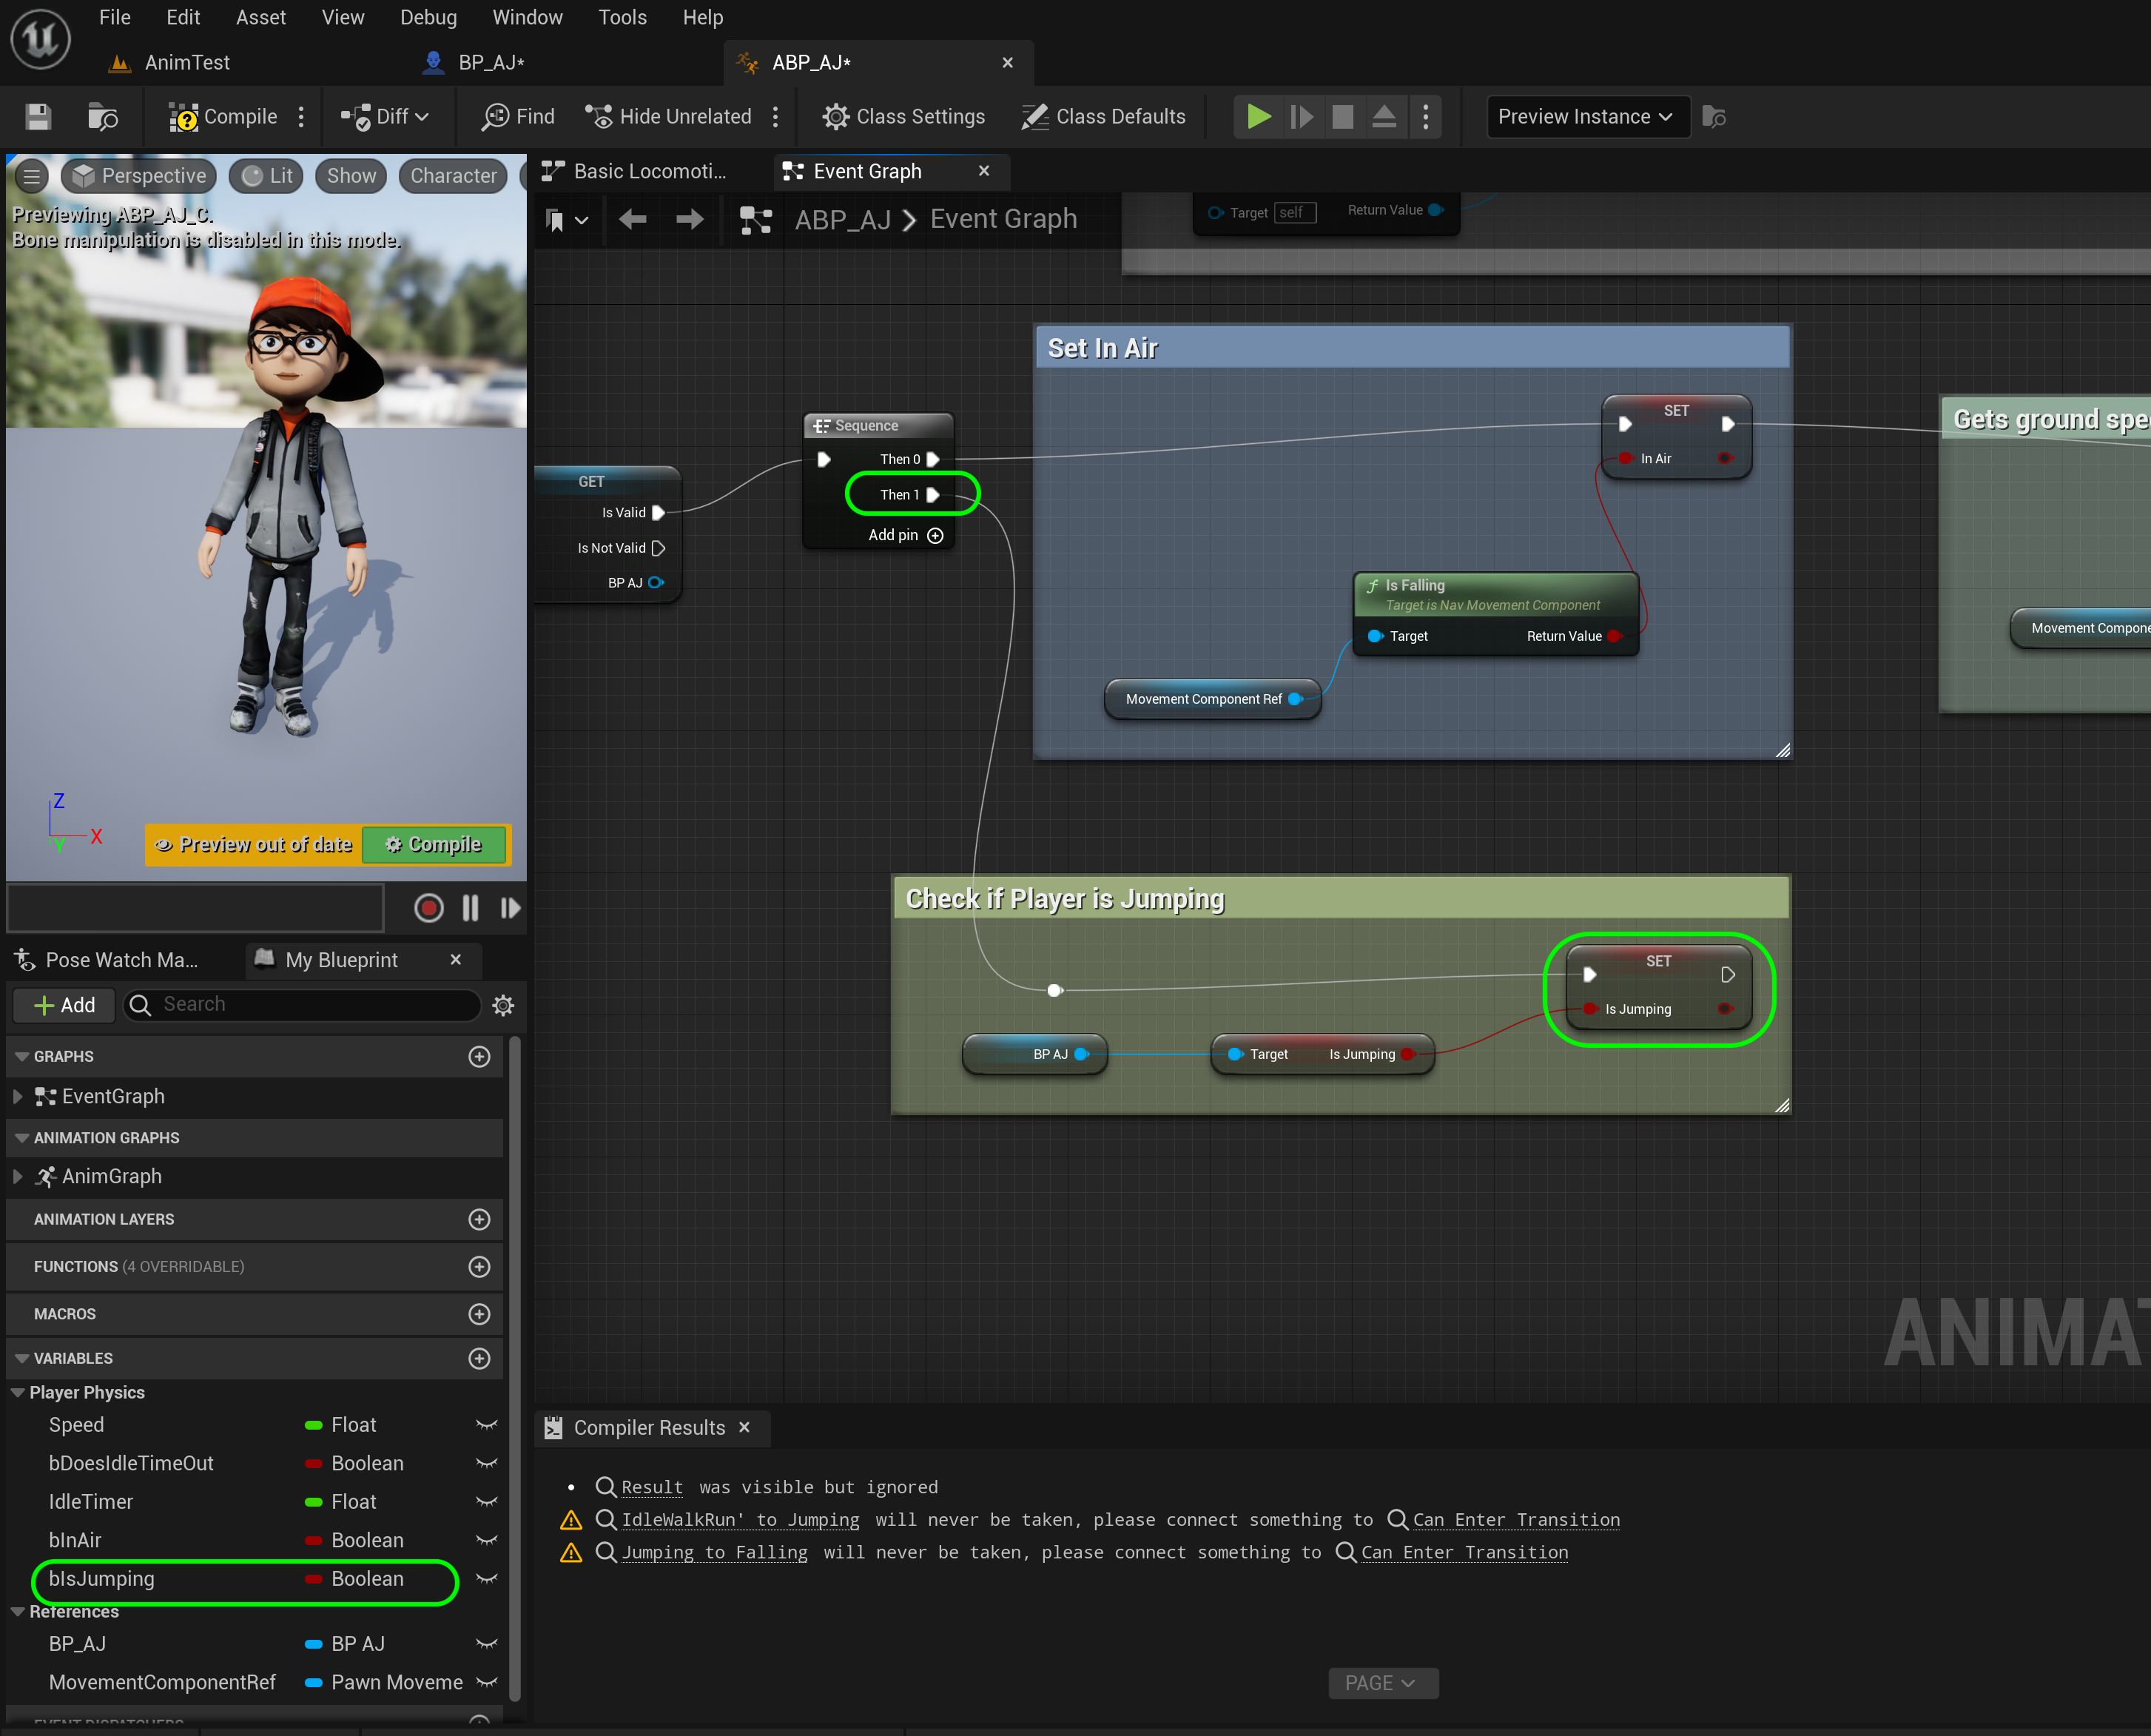 File Edit Asset View Debug Window Tools Help
AnimTest BP_AJ* ABP_AJ*
Compile Diff Find Hide Unrelated Class Settings Class Defaults Preview Instance
Perspective Lit Show Character
Previewing ABP_AJ_C.
Bone manipulation is disabled in this mode.
Z
X
Y
Preview out of date Compile
Pose Watch Ma... My Blueprint
Add Search
GRAPHS
EventGraph
ANIMATION GRAPHS
AnimGraph
ANIMATION LAYERS
FUNCTIONS (4 OVERRIDABLE)
MACROS
VARIABLES
Player Physics
Speed Float
bDoesIdleTimeOut Boolean
IdleTimer Float
bInAir Boolean
bIsJumping Boolean
References
BP_AJ BP AJ
MovementComponentRef Pawn Moveme
EVENT DISPATCHERS
Basic Locomoti... Event Graph
ABP_AJ > Event Graph
Target self Return Value
Set In Air
GET
Is Valid
Is Not Valid
BP AJ
Sequence
Then 0
Then 1
Add pin
SET
In Air
Is Falling
Target is Nav Movement Component
Target Return Value
Movement Component Ref
Gets ground spe
Movement Compone
Check if Player is Jumping
SET
Is Jumping
BP AJ
Target Is Jumping
ANIMA
Compiler Results
• Result was visible but ignored
IdleWalkRun' to Jumping will never be taken, please connect something to Can Enter Transition
Jumping to Falling will never be taken, please connect something to Can Enter Transition
PAGE